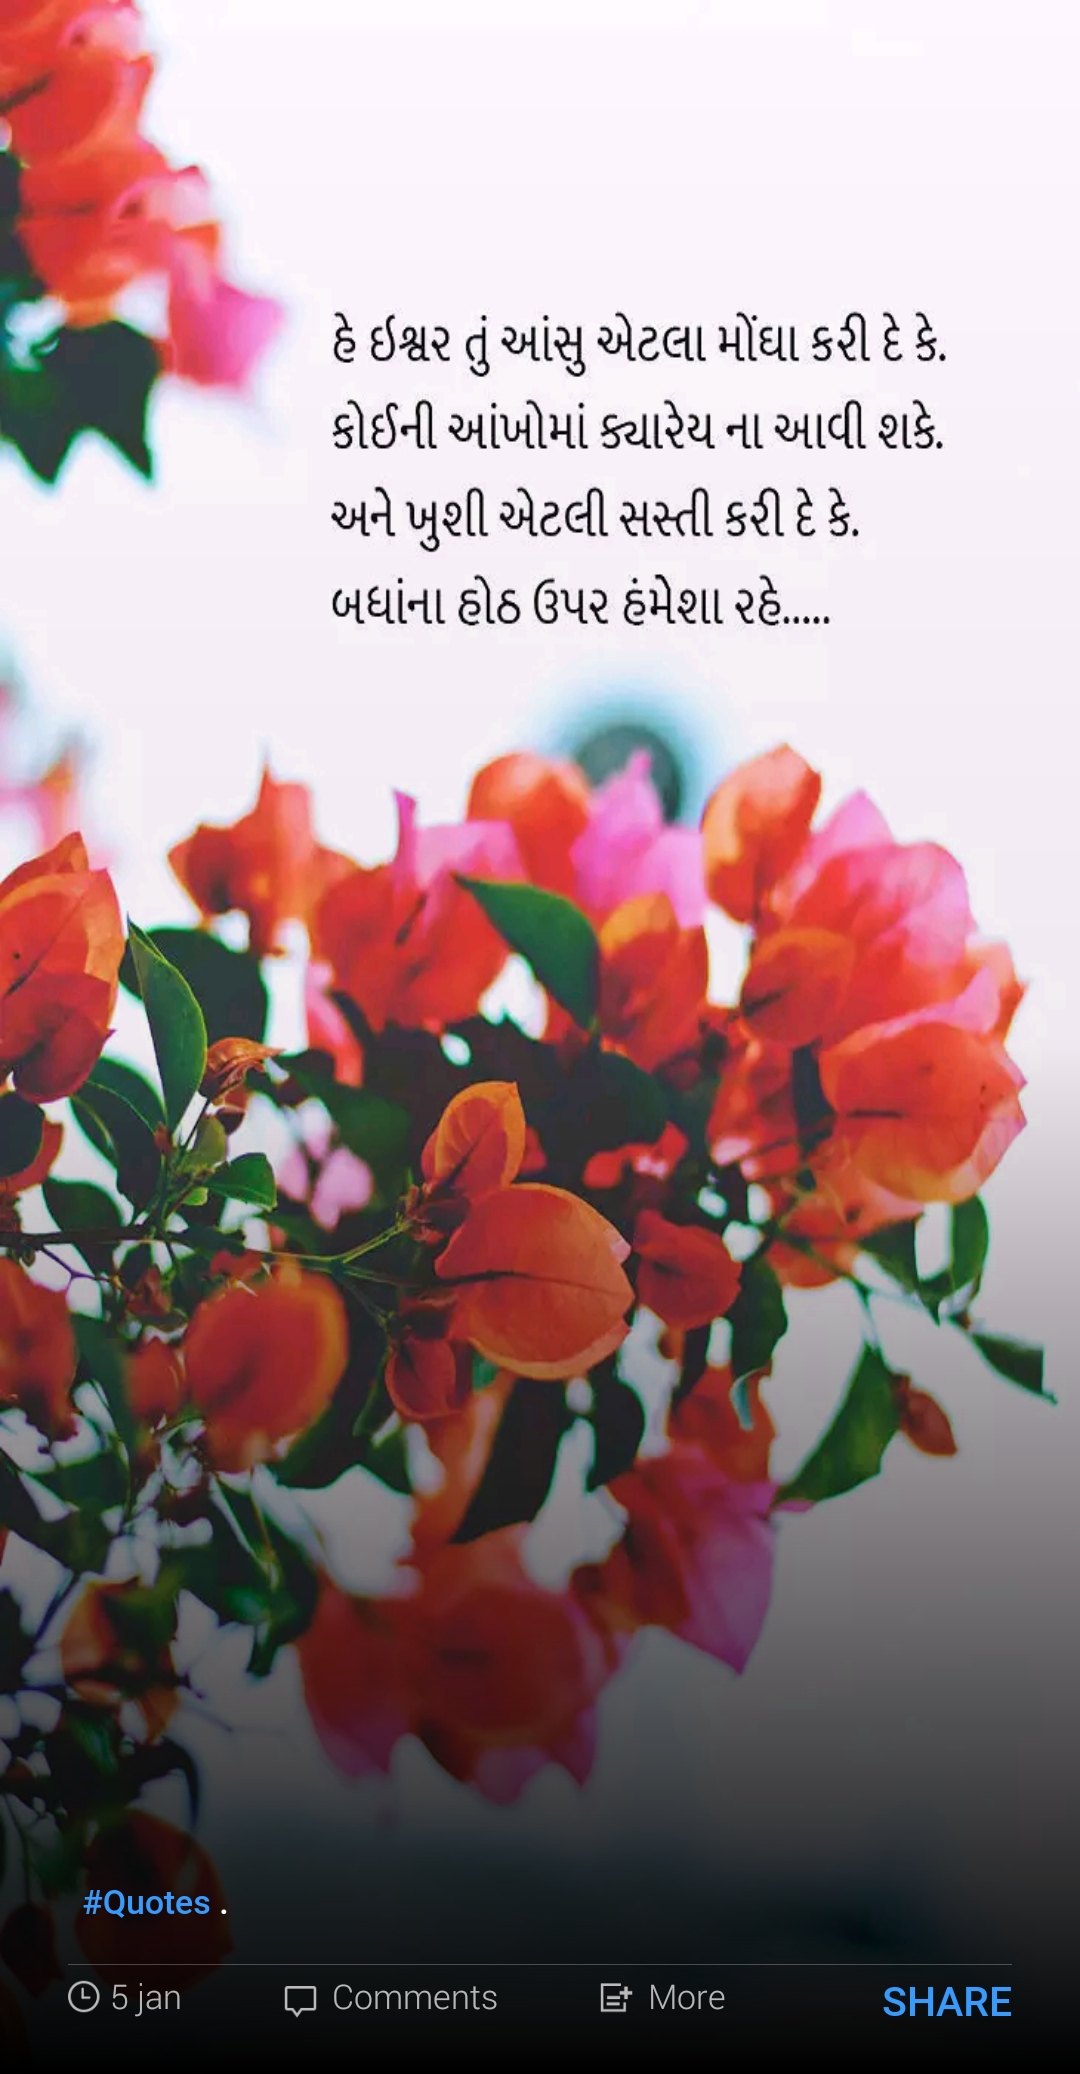 હે ઇશ્વર તું આંસુ એટલા મોંઘા કરી દે કે.
કોઈની આંખોમાં ક્યારેય ના આવી શકે.
અને ખુશી એટલી સસ્તી કરી દે કે.
બધાંના હોઠ ઉપર હંમેશા રહે.....
#Quotes .
5 jan
Comments
More
SHARE